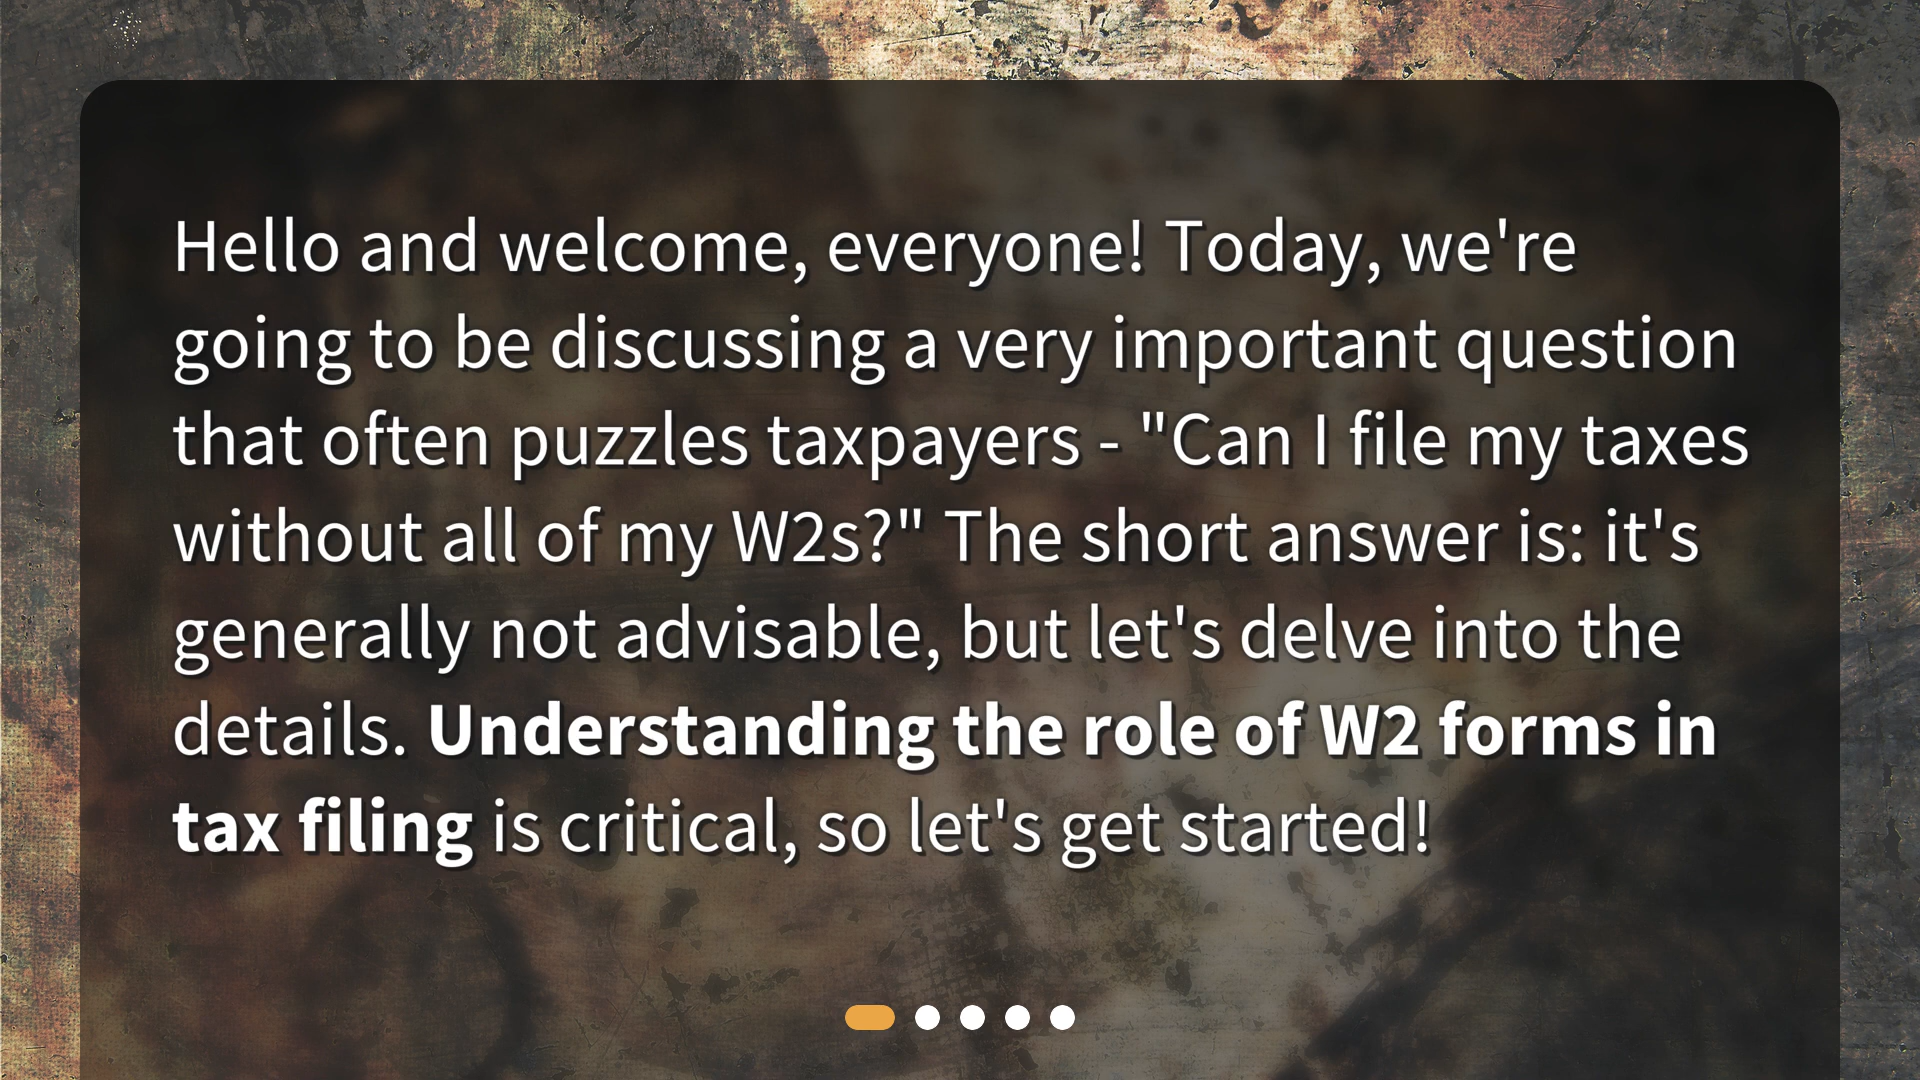 Hello and welcome, everyone! Today, we're
going to be discussing a very important question
that often puzzles taxpayers - "Can I file my taxes
without all of my W2s?" The short answer is: it's
generally not advisable, but let's delve into the
details. Understanding the role of W2 forms in
tax filing is critical, so let's get started!